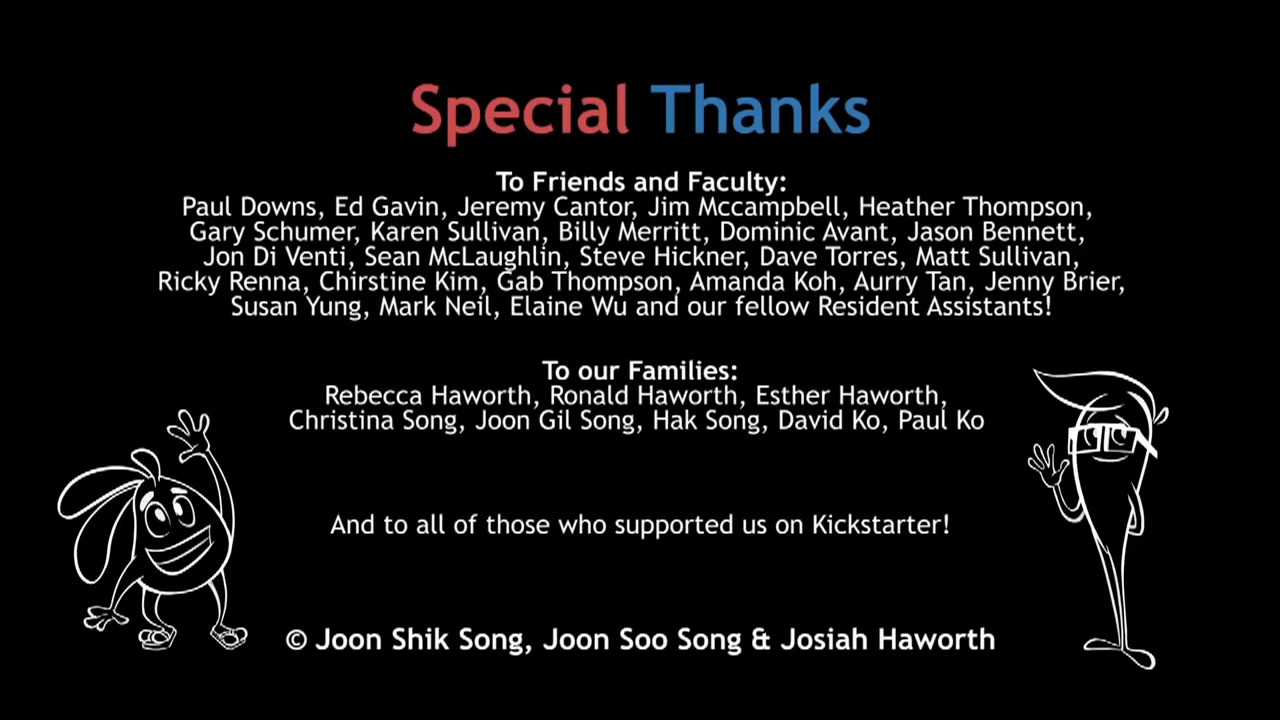 Special Thanks
To Friends and Faculty:
Paul Downs, Ed Gavin, Jeremy Cantor, Jim Mccampbell, Heather Thompson,
Gary Schumer, Karen Sullivan, Billy Merritt, Dominic Avant, Jason Bennett,
Jon Di Venti, Sean McLaughlin, Steve Hickner, Dave Torres, Matt Sullivan,
Ricky Renna, Chirstine Kim, Gab Thompson, Amanda Koh, Aurry Tan, Jenny Brier,
Susan Yung, Mark Neil, Elaine Wu and our fellow Resident Assistants!
To our Families:
Rebecca Haworth, Ronald Haworth, Esther Haworth,
Christina Song, Joon Gil Song, Hak Song, David Ko, Paul Ko
And to all of those who supported us on Kickstarter!
© Joon Shik Song, Joon Soo Song & Josiah Haworth